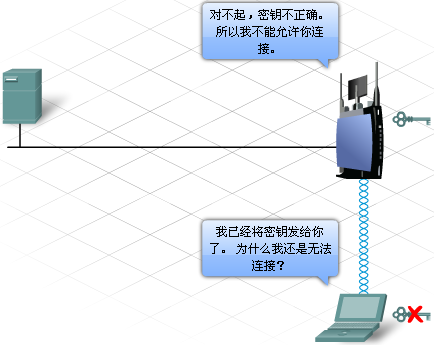 对不起，密钥不正确。
所以我不能允许你连
接。
我已经将密钥发给你
了。为什么我还是无法
连接？